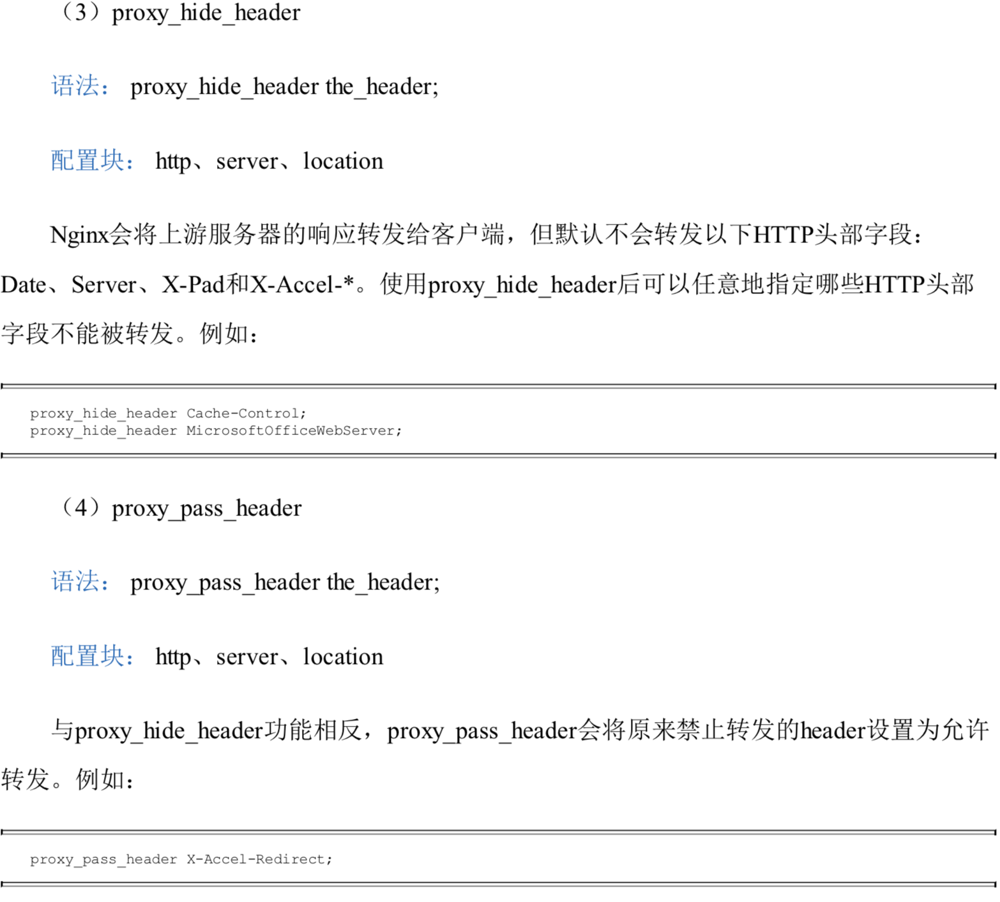 （3）proxy_hide_header
语法： proxy_hide_header the_header;
配置块： http、server、location
Nginx会将上游服务器的响应转发给客户端，但默认不会转发以下HTTP头部字段：
Date、Server、X-Pad和X-Accel-*。使用proxy_hide_header后可以任意地指定哪些HTTP头部
字段不能被转发。例如：
proxy_hide_header Cache-Control;
proxy_hide_header MicrosoftOfficeWebServer;
（4）proxy_pass_header
语法： proxy_pass_header the_header;
配置块： http、server、location
与proxy_hide_header功能相反，proxy_pass_header会将原来禁止转发的header设置为允许
转发。例如：
proxy_pass_header X-Accel-Redirect;